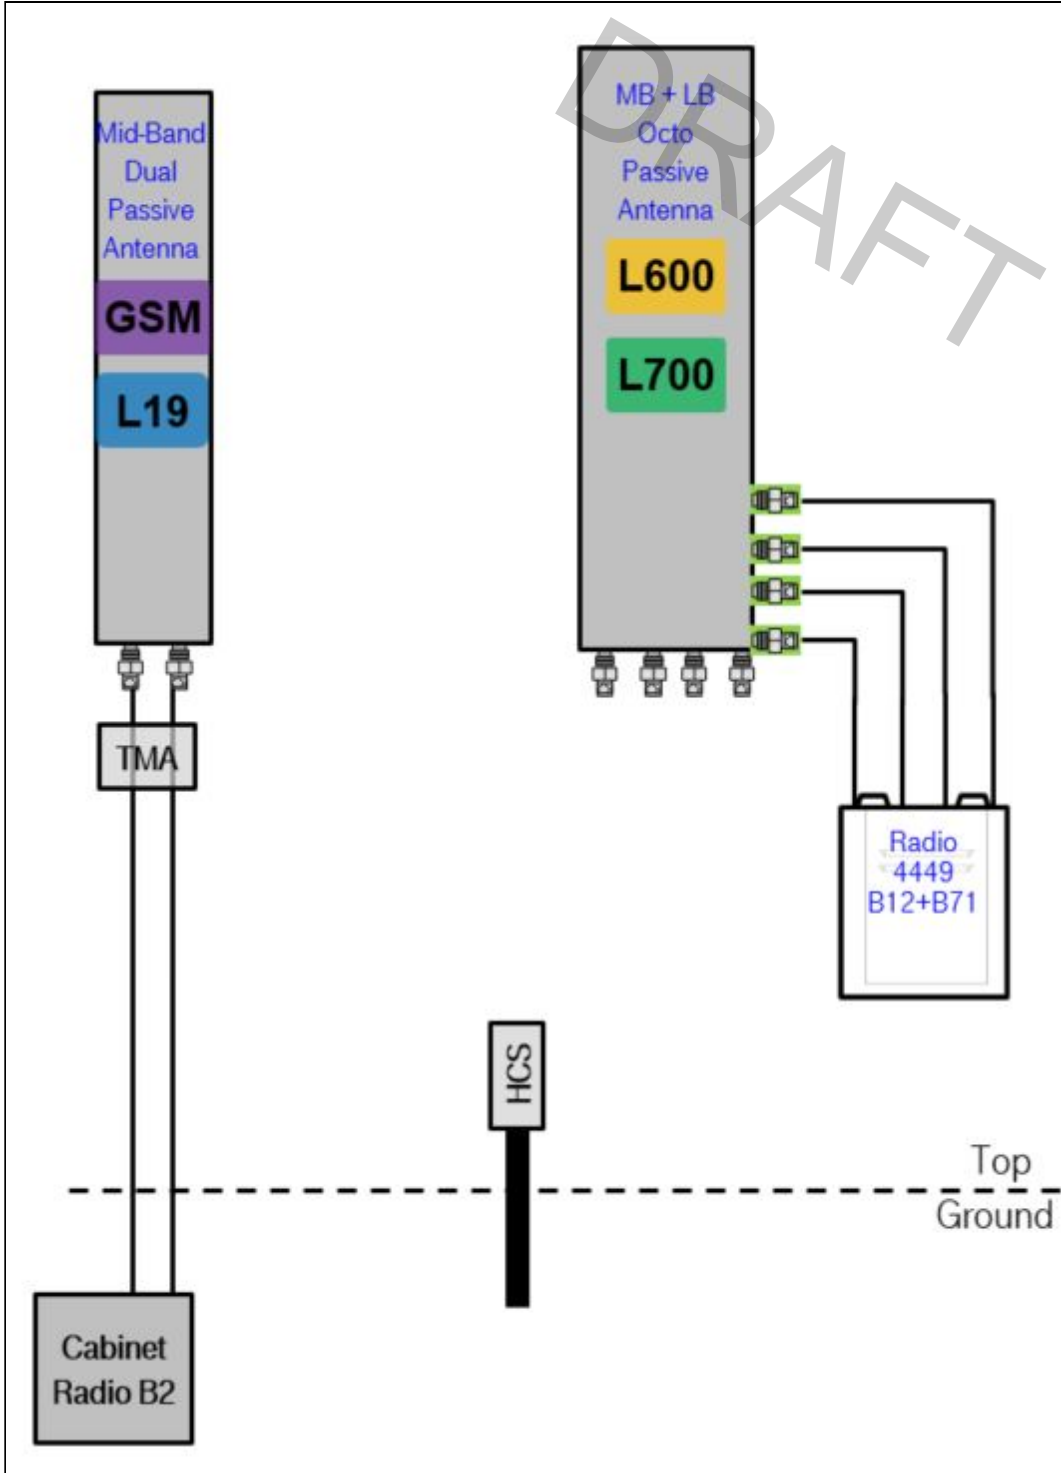 DRAFT
Mid-Band
Dual
Passive
Antenna
GSM
L19
TMA
Cabinet
Radio B2
MB + LB
Octo
Passive
Antenna
L600
L700
Radio
4449
B12+B71
HCS
Top
Ground